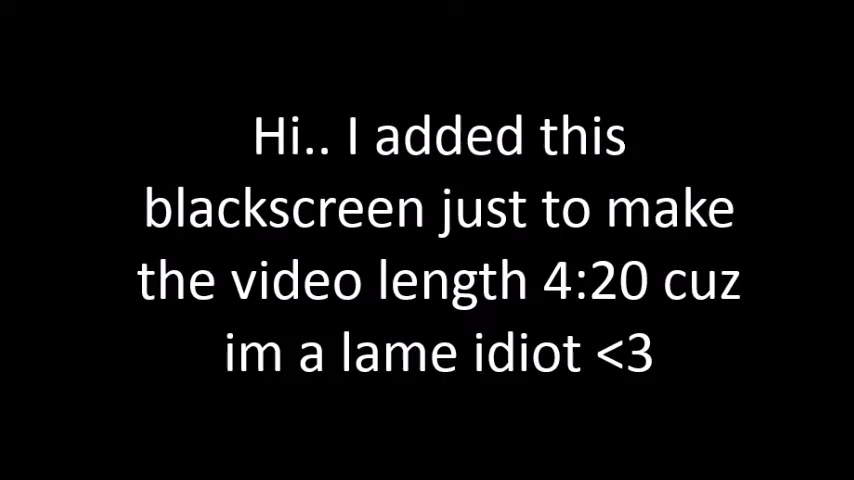 Hi.. I added this
blackscreen just to make
the video length 4:20 cuz
im a lame idiot <3